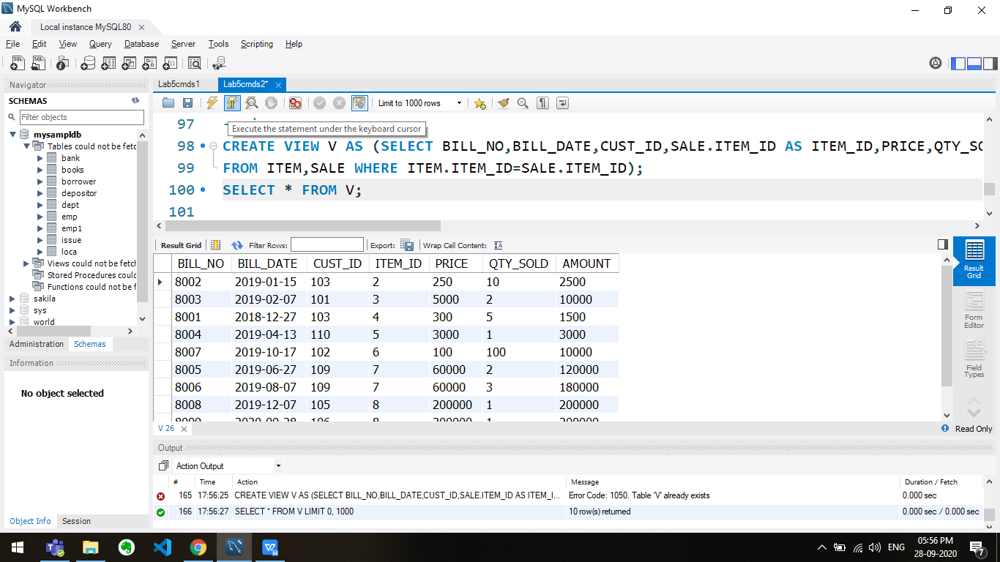 MySQL Workbench
Local instance MySQL80
File Edit View Query Database Server Tools Scripting Help
Navigator
SCHEMAS
Filter objects
mysampldb
Tables could not be fetc
bank
books
borrower
depositor
dept
emp
emp1
issue
loca
Views could not be fetch
Stored Procedures could
Functions could not be f
sakila
sys
world
Administration Schemas
Information
No object selected
Object Info Session
Lab5cmds1 Lab5cmds2*
Limit to 1000 rows
Execute the statement under the keyboard cursor
97
98 CREATE VIEW V AS (SELECT BILL_NO,BILL_DATE,CUST_ID,SALE.ITEM_ID AS ITEM_ID,PRICE,QTY_SO
99 FROM ITEM,SALE WHERE ITEM.ITEM_ID=SALE.ITEM_ID);
100 SELECT * FROM V;
101
Result Grid Filter Rows: Export: Wrap Cell Content:
BILL_NO BILL_DATE CUST_ID ITEM_ID PRICE QTY_SOLD AMOUNT
8002 2019-01-15 103 2 250 10 2500
8003 2019-02-07 101 3 5000 2 10000
8001 2018-12-27 103 4 300 5 1500
8004 2019-04-13 110 5 3000 1 3000
8007 2019-10-17 102 6 100 100 10000
8005 2019-06-27 109 7 60000 2 120000
8006 2019-08-07 109 7 60000 3 180000
8008 2019-12-07 105 8 200000 1 200000
Result
Grid
Form
Editor
Field
Types
V 26
Read Only
Output
Action Output
# Time Action Message Duration / Fetch
165 17:56:25 CREATE VIEW V AS (SELECT BILL_NO,BILL_DATE,CUST_ID,SALE.ITEM_ID AS ITEM_I... Error Code: 1050. Table 'V' already exists 0.000 sec
166 17:56:27 SELECT * FROM V LIMIT 0, 1000 10 row(s) returned 0.000 sec / 0.000 sec
ENG
05:56 PM
28-09-2020
7